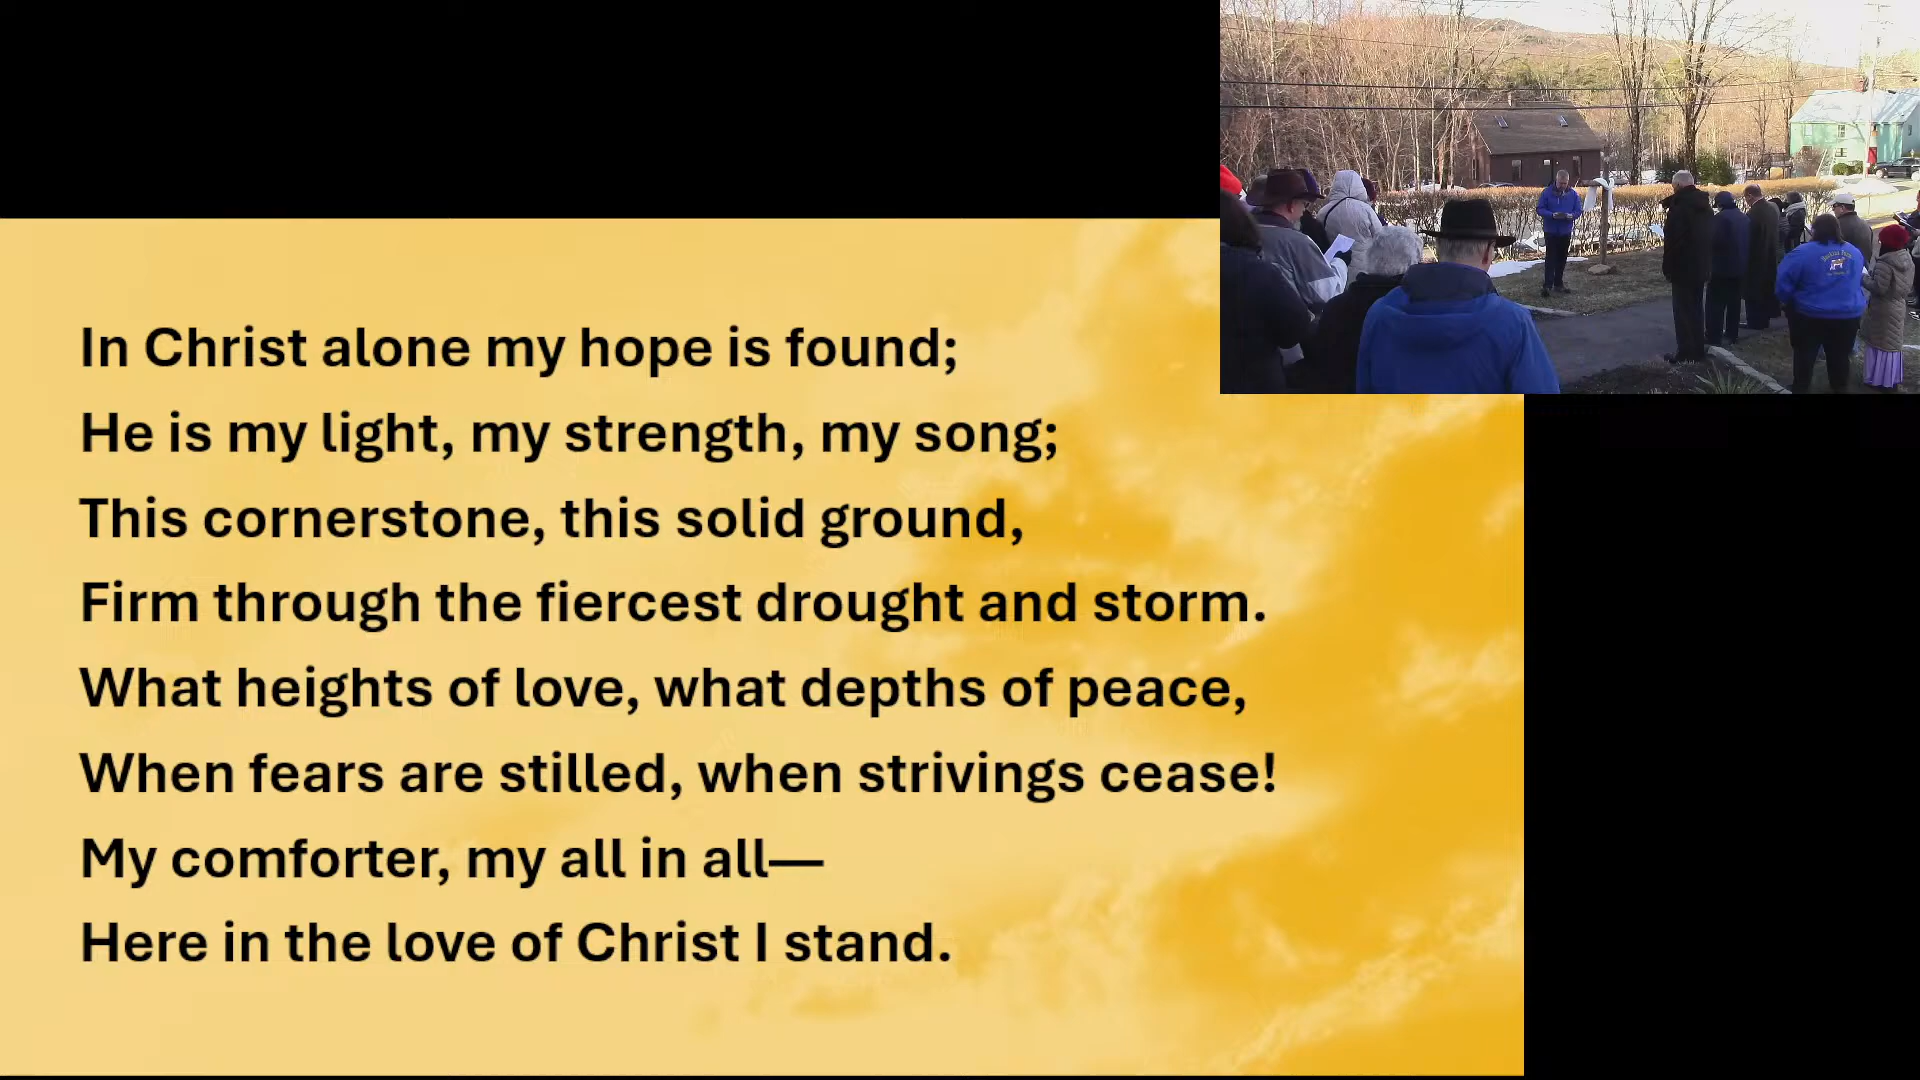 In Christ alone my hope is found;
He is my light, my strength, my song;
This cornerstone, this solid ground,
Firm through the fiercest drought and storm.
What heights of love, what depths of peace,
When fears are stilled, when strivings cease!
My comforter, my all in all—
Here in the love of Christ I stand.